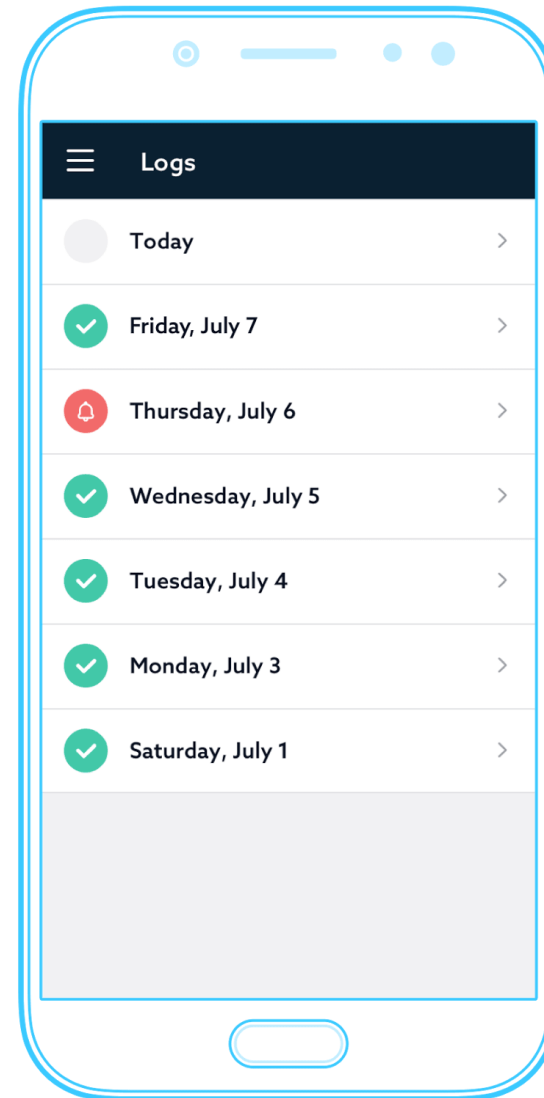 Logs
Today
Friday, July 7
Thursday, July 6
Wednesday, July 5
Tuesday, July 4
Monday, July 3
Saturday, July 1